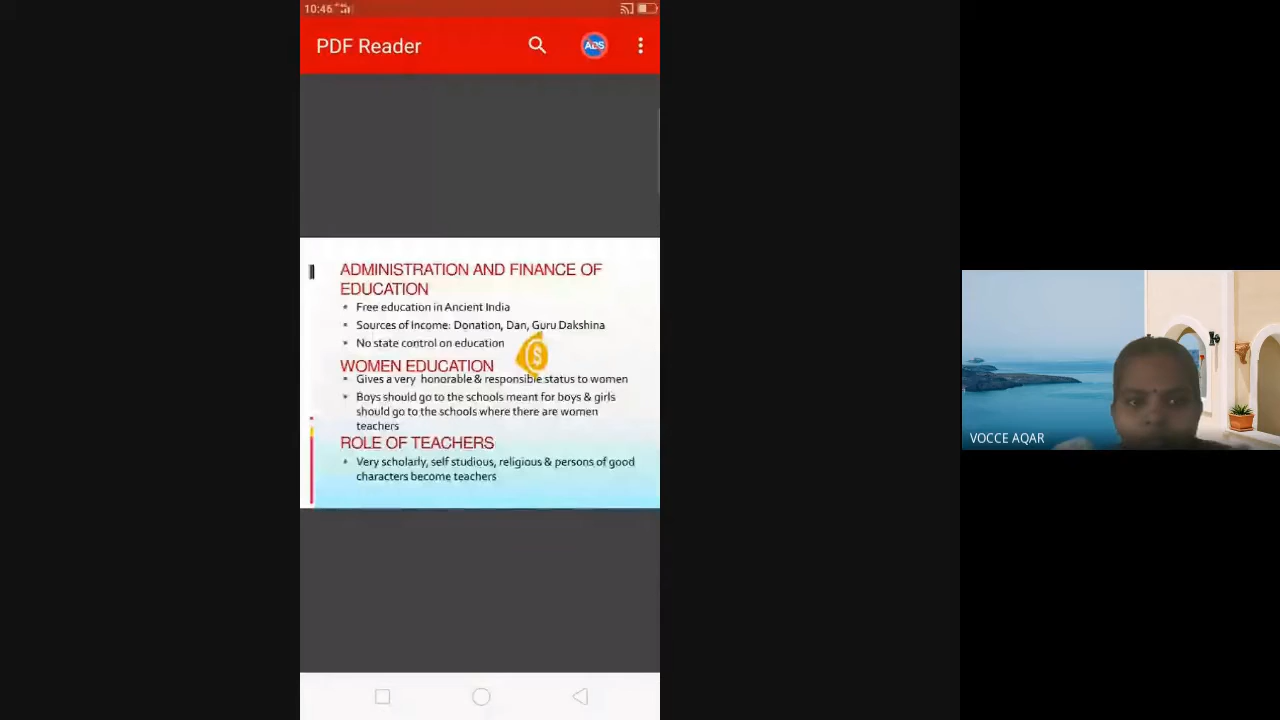 10:46
PDF Reader
ADS
ADMINISTRATION AND FINANCE OF
EDUCATION
Free education in Ancient India
Sources of Income: Donation, Dan, Guru Dakshina
No state control on education
$
WOMEN EDUCATION
Gives a very honorable & responsible status to women
Boys should go to the schools meant for boys & girls
should go to the schools where there are women
teachers
ROLE OF TEACHERS
Very scholarly, self studious, religious & persons of good
characters become teachers
VOCCE AQAR